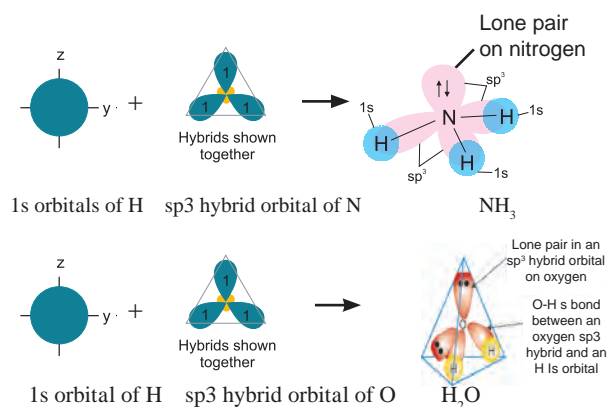 Lone pair
on nitrogen
z
y
+
1
1
1
Hybrids shown
together
sp³
↑↓
N
1s
H
H
1s
H
1s
sp³
1s orbitals of H
sp3 hybrid orbital of N
NH₃
z
y
+
1
1
1
Hybrids shown
together
Lone pair in an
sp³ hybrid orbital
on oxygen
O-H s bond
between an
oxygen sp3
hybrid and an
H Is orbital
O
H
H
1s orbital of H
sp3 hybrid orbital of O
H₂O